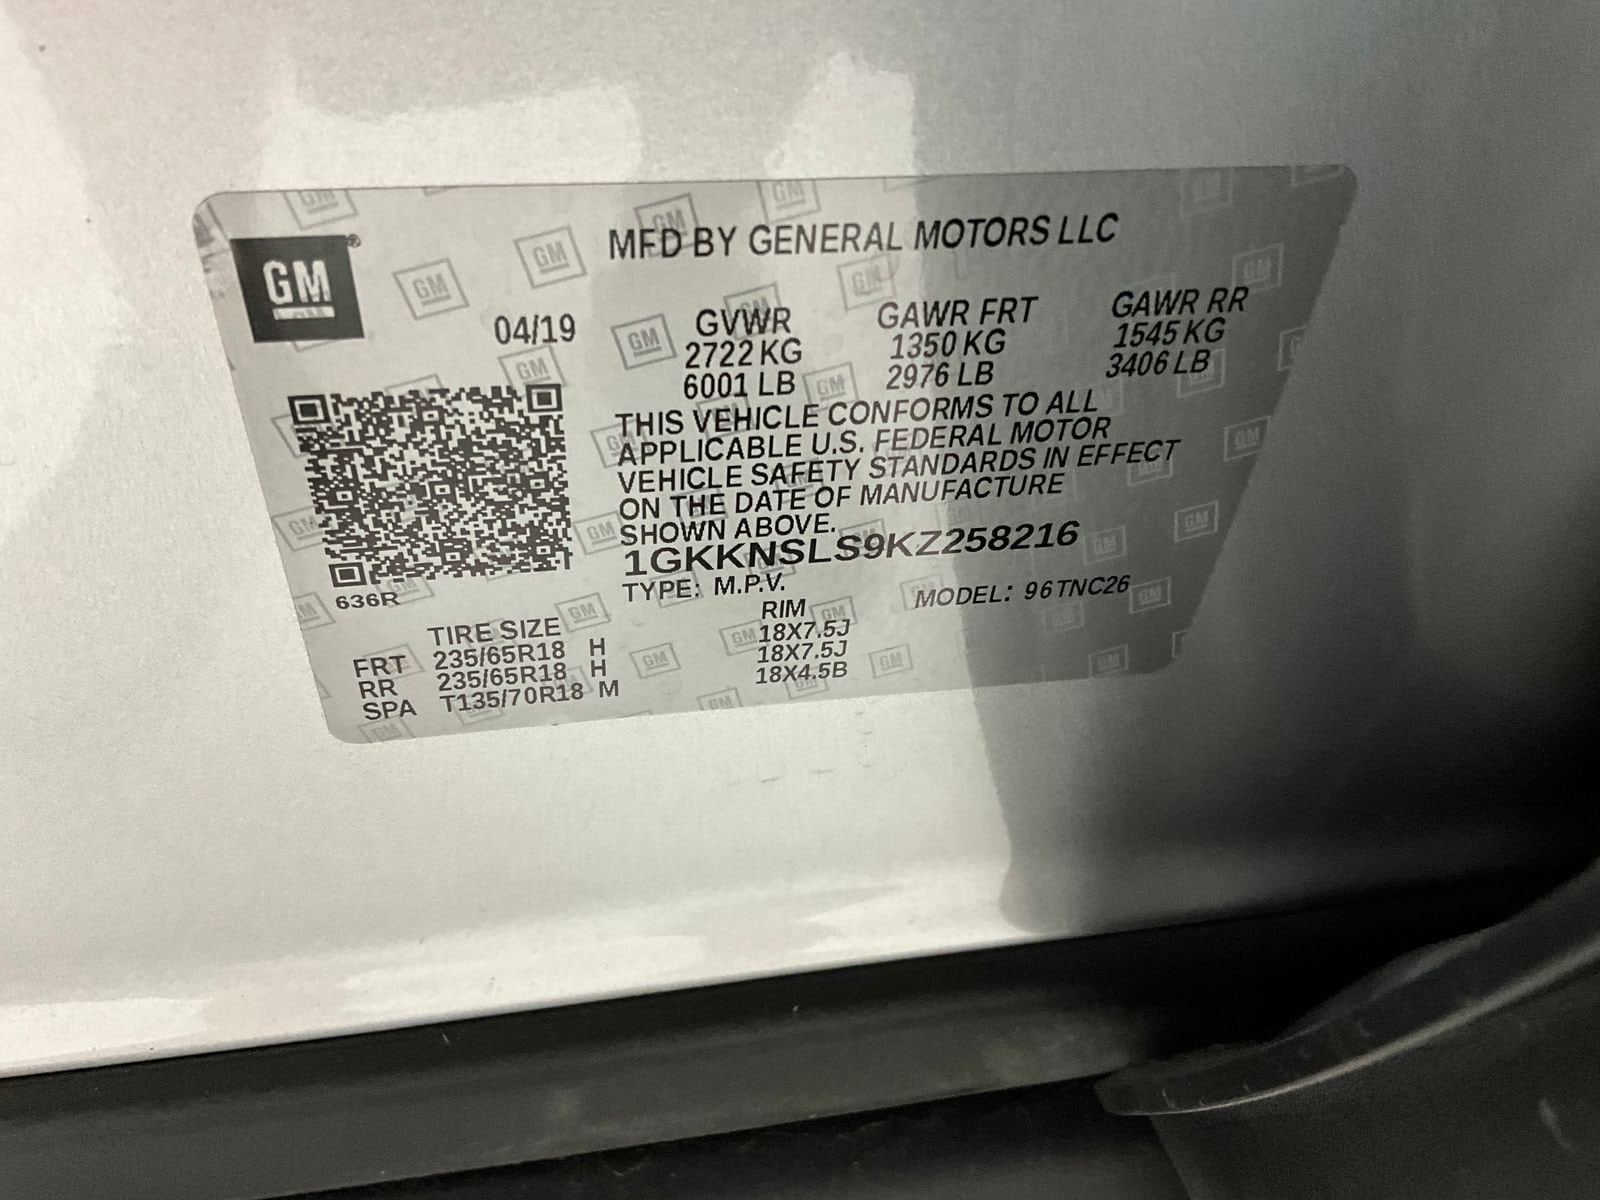 GM®
MFD BY GENERAL MOTORS LLC
04/19
GVWR GAWR FRT GAWR RR
2722 KG 1350 KG 1545 KG
6001 LB 2976 LB 3406 LB
THIS VEHICLE CONFORMS TO ALL
APPLICABLE U.S. FEDERAL MOTOR
VEHICLE SAFETY STANDARDS IN EFFECT
ON THE DATE OF MANUFACTURE
SHOWN ABOVE.
1GKKNSLS9KZ258216
TYPE: M.P.V. MODEL: 96TNC26
636R
TIRE SIZE RIM
FRT 235/65R18 H 18X7.5J
RR 235/65R18 H 18X7.5J
SPA T135/70R18 M 18X4.5B